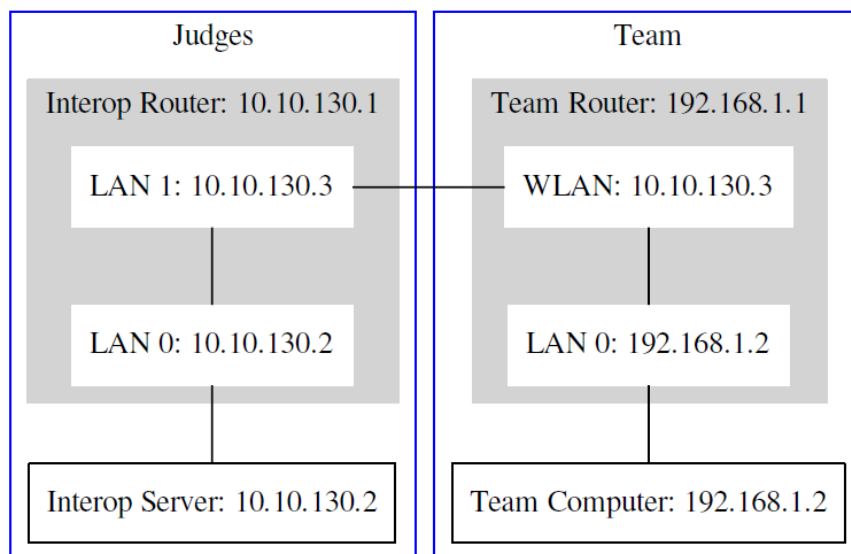 Judges
Interop Router: 10.10.130.1
LAN 1: 10.10.130.3
LAN 0: 10.10.130.2
Interop Server: 10.10.130.2
Team
Team Router: 192.168.1.1
WLAN: 10.10.130.3
LAN 0: 192.168.1.2
Team Computer: 192.168.1.2